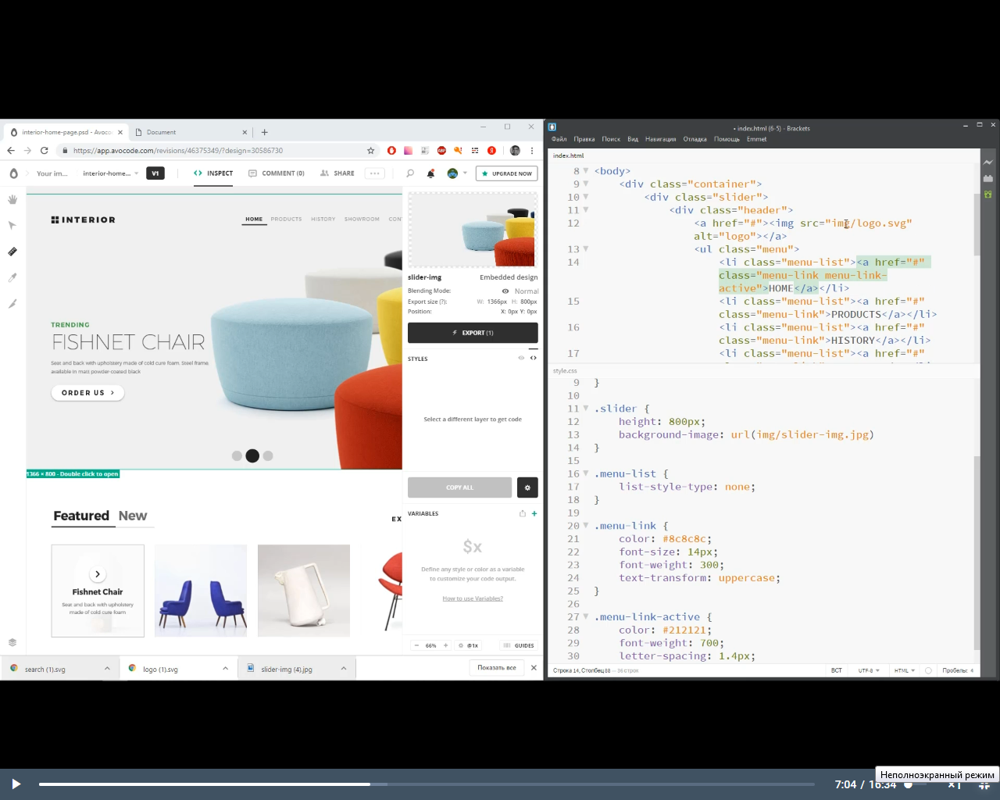 interior-home-page.psd - Avoco
Document
https://app.avocode.com/revisions/46375349/?design=30586730
Your im...
interior-home...
V1
INSPECT
COMMENT (0)
SHARE
UPGRADE NOW
INTERIOR
HOME
PRODUCTS
HISTORY
SHOWROOM
CON
TRENDING
FISHNET CHAIR
Seat and back with upholstery made of cold cure foam. Steel frame,
available in matt powder-coated black
ORDER US
1366 × 800 - Double click to open
Featured
New
EX
Fishnet Chair
Seat and back with upholstery
made of cold cure foam
slider-img
Embedded design
Blending Mode:
Normal
Export size (?):
W: 1366px H: 800px
Position:
X: 0px Y: 0px
EXPORT (1)
STYLES
Select a different layer to get code
COPY ALL
VARIABLES
$x
Define any style or color as a variable
to customize your code output.
How to use Variables?
66%
@1x
GUIDES
search (1).svg
logo (1).svg
slider-img (4).jpg
Показать все
• index.html (6-5) - Brackets
Файл
Правка
Поиск
Вид
Навигация
Отладка
Помощь
Emmet
index.html
8 <body>
9 <div class="container">
10 <div class="slider">
11 <div class="header">
12 <a href="#"><img src="img/logo.svg"
alt="logo"></a>
13 <ul class="menu">
14 <li class="menu-list"><a href="#"
class="menu-link menu-link-
active">HOME</a></li>
15 <li class="menu-list"><a href="#"
class="menu-link">PRODUCTS</a></li>
16 <li class="menu-list"><a href="#"
class="menu-link">HISTORY</a></li>
17 <li class="menu-list"><a href="#"
style.css
9 }
10
11 .slider {
12 height: 800px;
13 background-image: url(img/slider-img.jpg)
14 }
15
16 .menu-list {
17 list-style-type: none;
18 }
19
20 .menu-link {
21 color: #8c8c8c;
22 font-size: 14px;
23 font-weight: 300;
24 text-transform: uppercase;
25 }
26
27 .menu-link-active {
28 color: #212121;
29 font-weight: 700;
30 letter-spacing: 1.4px;
Строка 14, Столбец 88 — 36 строк
ВСТ
UTF-8
HTML
Пробелы: 4
7:04 / 16:34
Неполноэкранный режим
×1